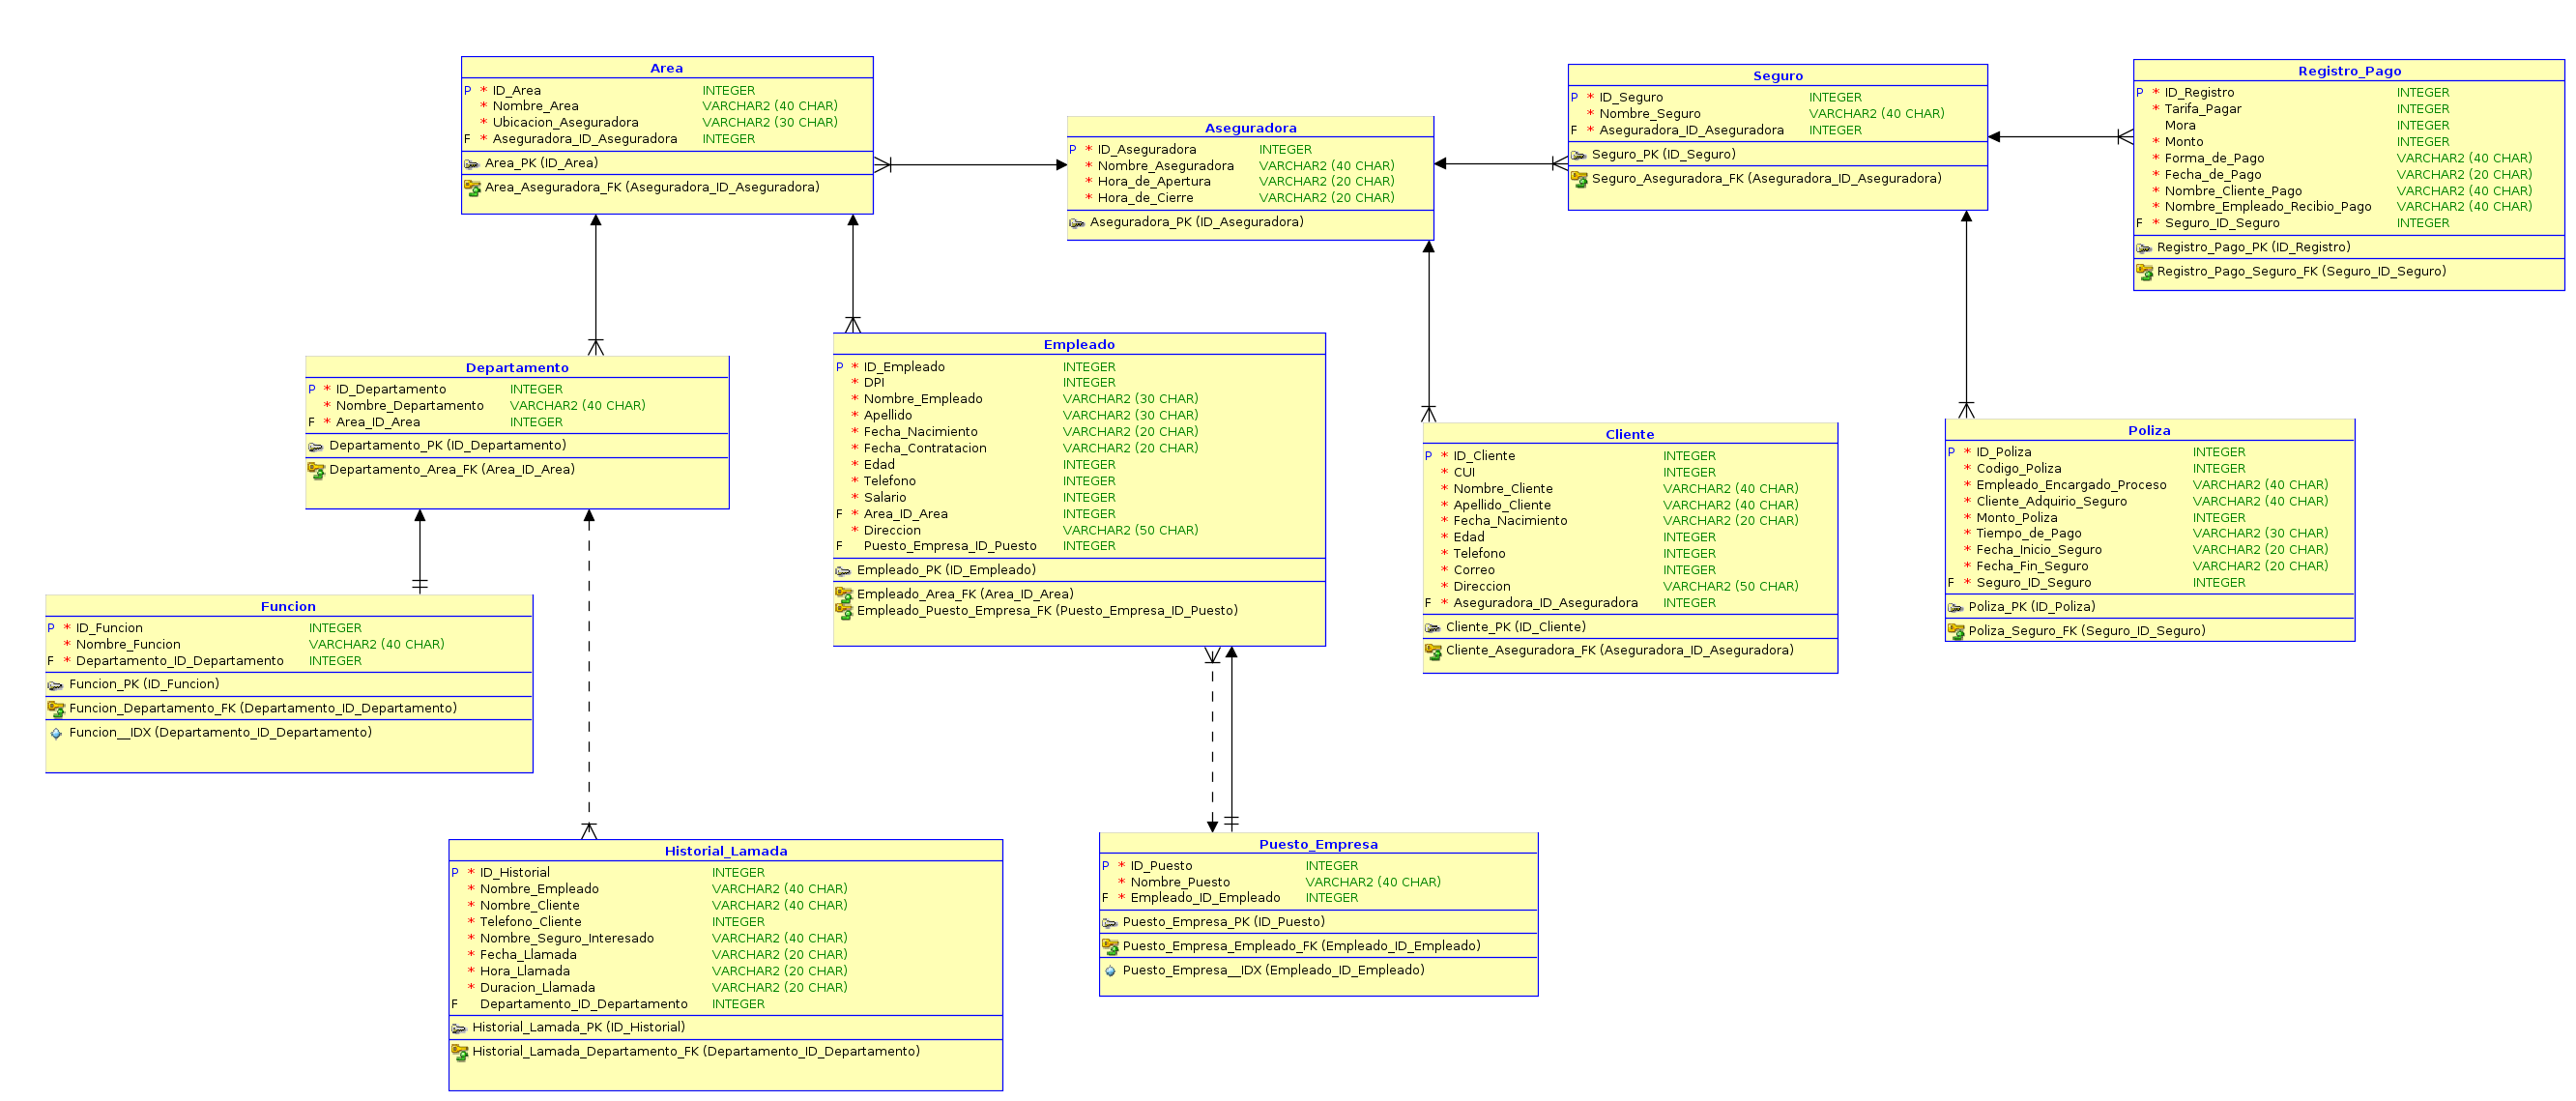 Area
P * ID_Area INTEGER
* Nombre_Area VARCHAR2 (40 CHAR)
* Ubicacion_Aseguradora VARCHAR2 (30 CHAR)
F * Aseguradora_ID_Aseguradora INTEGER
Area_PK (ID_Area)
Area_Aseguradora_FK (Aseguradora_ID_Aseguradora)
Aseguradora
P * ID_Aseguradora INTEGER
* Nombre_Aseguradora VARCHAR2 (40 CHAR)
* Hora_de_Apertura VARCHAR2 (20 CHAR)
* Hora_de_Cierre VARCHAR2 (20 CHAR)
Aseguradora_PK (ID_Aseguradora)
Seguro
P * ID_Seguro INTEGER
* Nombre_Seguro VARCHAR2 (40 CHAR)
F * Aseguradora_ID_Aseguradora INTEGER
Seguro_PK (ID_Seguro)
Seguro_Aseguradora_FK (Aseguradora_ID_Aseguradora)
Registro_Pago
P * ID_Registro INTEGER
* Tarifa_Pagar INTEGER
Mora INTEGER
* Monto INTEGER
* Forma_de_Pago VARCHAR2 (40 CHAR)
* Fecha_de_Pago VARCHAR2 (20 CHAR)
* Nombre_Cliente_Pago VARCHAR2 (40 CHAR)
* Nombre_Empleado_Recibio_Pago VARCHAR2 (40 CHAR)
F * Seguro_ID_Seguro INTEGER
Registro_Pago_PK (ID_Registro)
Registro_Pago_Seguro_FK (Seguro_ID_Seguro)
Departamento
P * ID_Departamento INTEGER
* Nombre_Departamento VARCHAR2 (40 CHAR)
F * Area_ID_Area INTEGER
Departamento_PK (ID_Departamento)
Departamento_Area_FK (Area_ID_Area)
Empleado
P * ID_Empleado INTEGER
* DPI INTEGER
* Nombre_Empleado VARCHAR2 (30 CHAR)
* Apellido VARCHAR2 (30 CHAR)
* Fecha_Nacimiento VARCHAR2 (20 CHAR)
* Fecha_Contratacion VARCHAR2 (20 CHAR)
* Edad INTEGER
* Telefono INTEGER
* Salario INTEGER
F * Area_ID_Area INTEGER
* Direccion VARCHAR2 (50 CHAR)
F Puesto_Empresa_ID_Puesto INTEGER
Empleado_PK (ID_Empleado)
Empleado_Area_FK (Area_ID_Area)
Empleado_Puesto_Empresa_FK (Puesto_Empresa_ID_Puesto)
Cliente
P * ID_Cliente INTEGER
* CUI INTEGER
* Nombre_Cliente VARCHAR2 (40 CHAR)
* Apellido_Cliente VARCHAR2 (40 CHAR)
* Fecha_Nacimiento VARCHAR2 (20 CHAR)
* Edad INTEGER
* Telefono INTEGER
* Correo INTEGER
* Direccion VARCHAR2 (50 CHAR)
F * Aseguradora_ID_Aseguradora INTEGER
Cliente_PK (ID_Cliente)
Cliente_Aseguradora_FK (Aseguradora_ID_Aseguradora)
Poliza
P * ID_Poliza INTEGER
* Codigo_Poliza INTEGER
* Empleado_Encargado_Proceso VARCHAR2 (40 CHAR)
* Cliente_Adquirio_Seguro VARCHAR2 (40 CHAR)
* Monto_Poliza INTEGER
* Tiempo_de_Pago VARCHAR2 (30 CHAR)
* Fecha_Inicio_Seguro VARCHAR2 (20 CHAR)
* Fecha_Fin_Seguro VARCHAR2 (20 CHAR)
F * Seguro_ID_Seguro INTEGER
Poliza_PK (ID_Poliza)
Poliza_Seguro_FK (Seguro_ID_Seguro)
Funcion
P * ID_Funcion INTEGER
* Nombre_Funcion VARCHAR2 (40 CHAR)
F * Departamento_ID_Departamento INTEGER
Funcion_PK (ID_Funcion)
Funcion_Departamento_FK (Departamento_ID_Departamento)
Funcion__IDX (Departamento_ID_Departamento)
Historial_Lamada
P * ID_Historial INTEGER
* Nombre_Empleado VARCHAR2 (40 CHAR)
* Nombre_Cliente VARCHAR2 (40 CHAR)
* Telefono_Cliente INTEGER
* Nombre_Seguro_Interesado VARCHAR2 (40 CHAR)
* Fecha_Llamada VARCHAR2 (20 CHAR)
* Hora_Llamada VARCHAR2 (20 CHAR)
* Duracion_Llamada VARCHAR2 (20 CHAR)
F Departamento_ID_Departamento INTEGER
Historial_Lamada_PK (ID_Historial)
Historial_Lamada_Departamento_FK (Departamento_ID_Departamento)
Puesto_Empresa
P * ID_Puesto INTEGER
* Nombre_Puesto VARCHAR2 (40 CHAR)
F * Empleado_ID_Empleado INTEGER
Puesto_Empresa_PK (ID_Puesto)
Puesto_Empresa_Empleado_FK (Empleado_ID_Empleado)
Puesto_Empresa__IDX (Empleado_ID_Empleado)